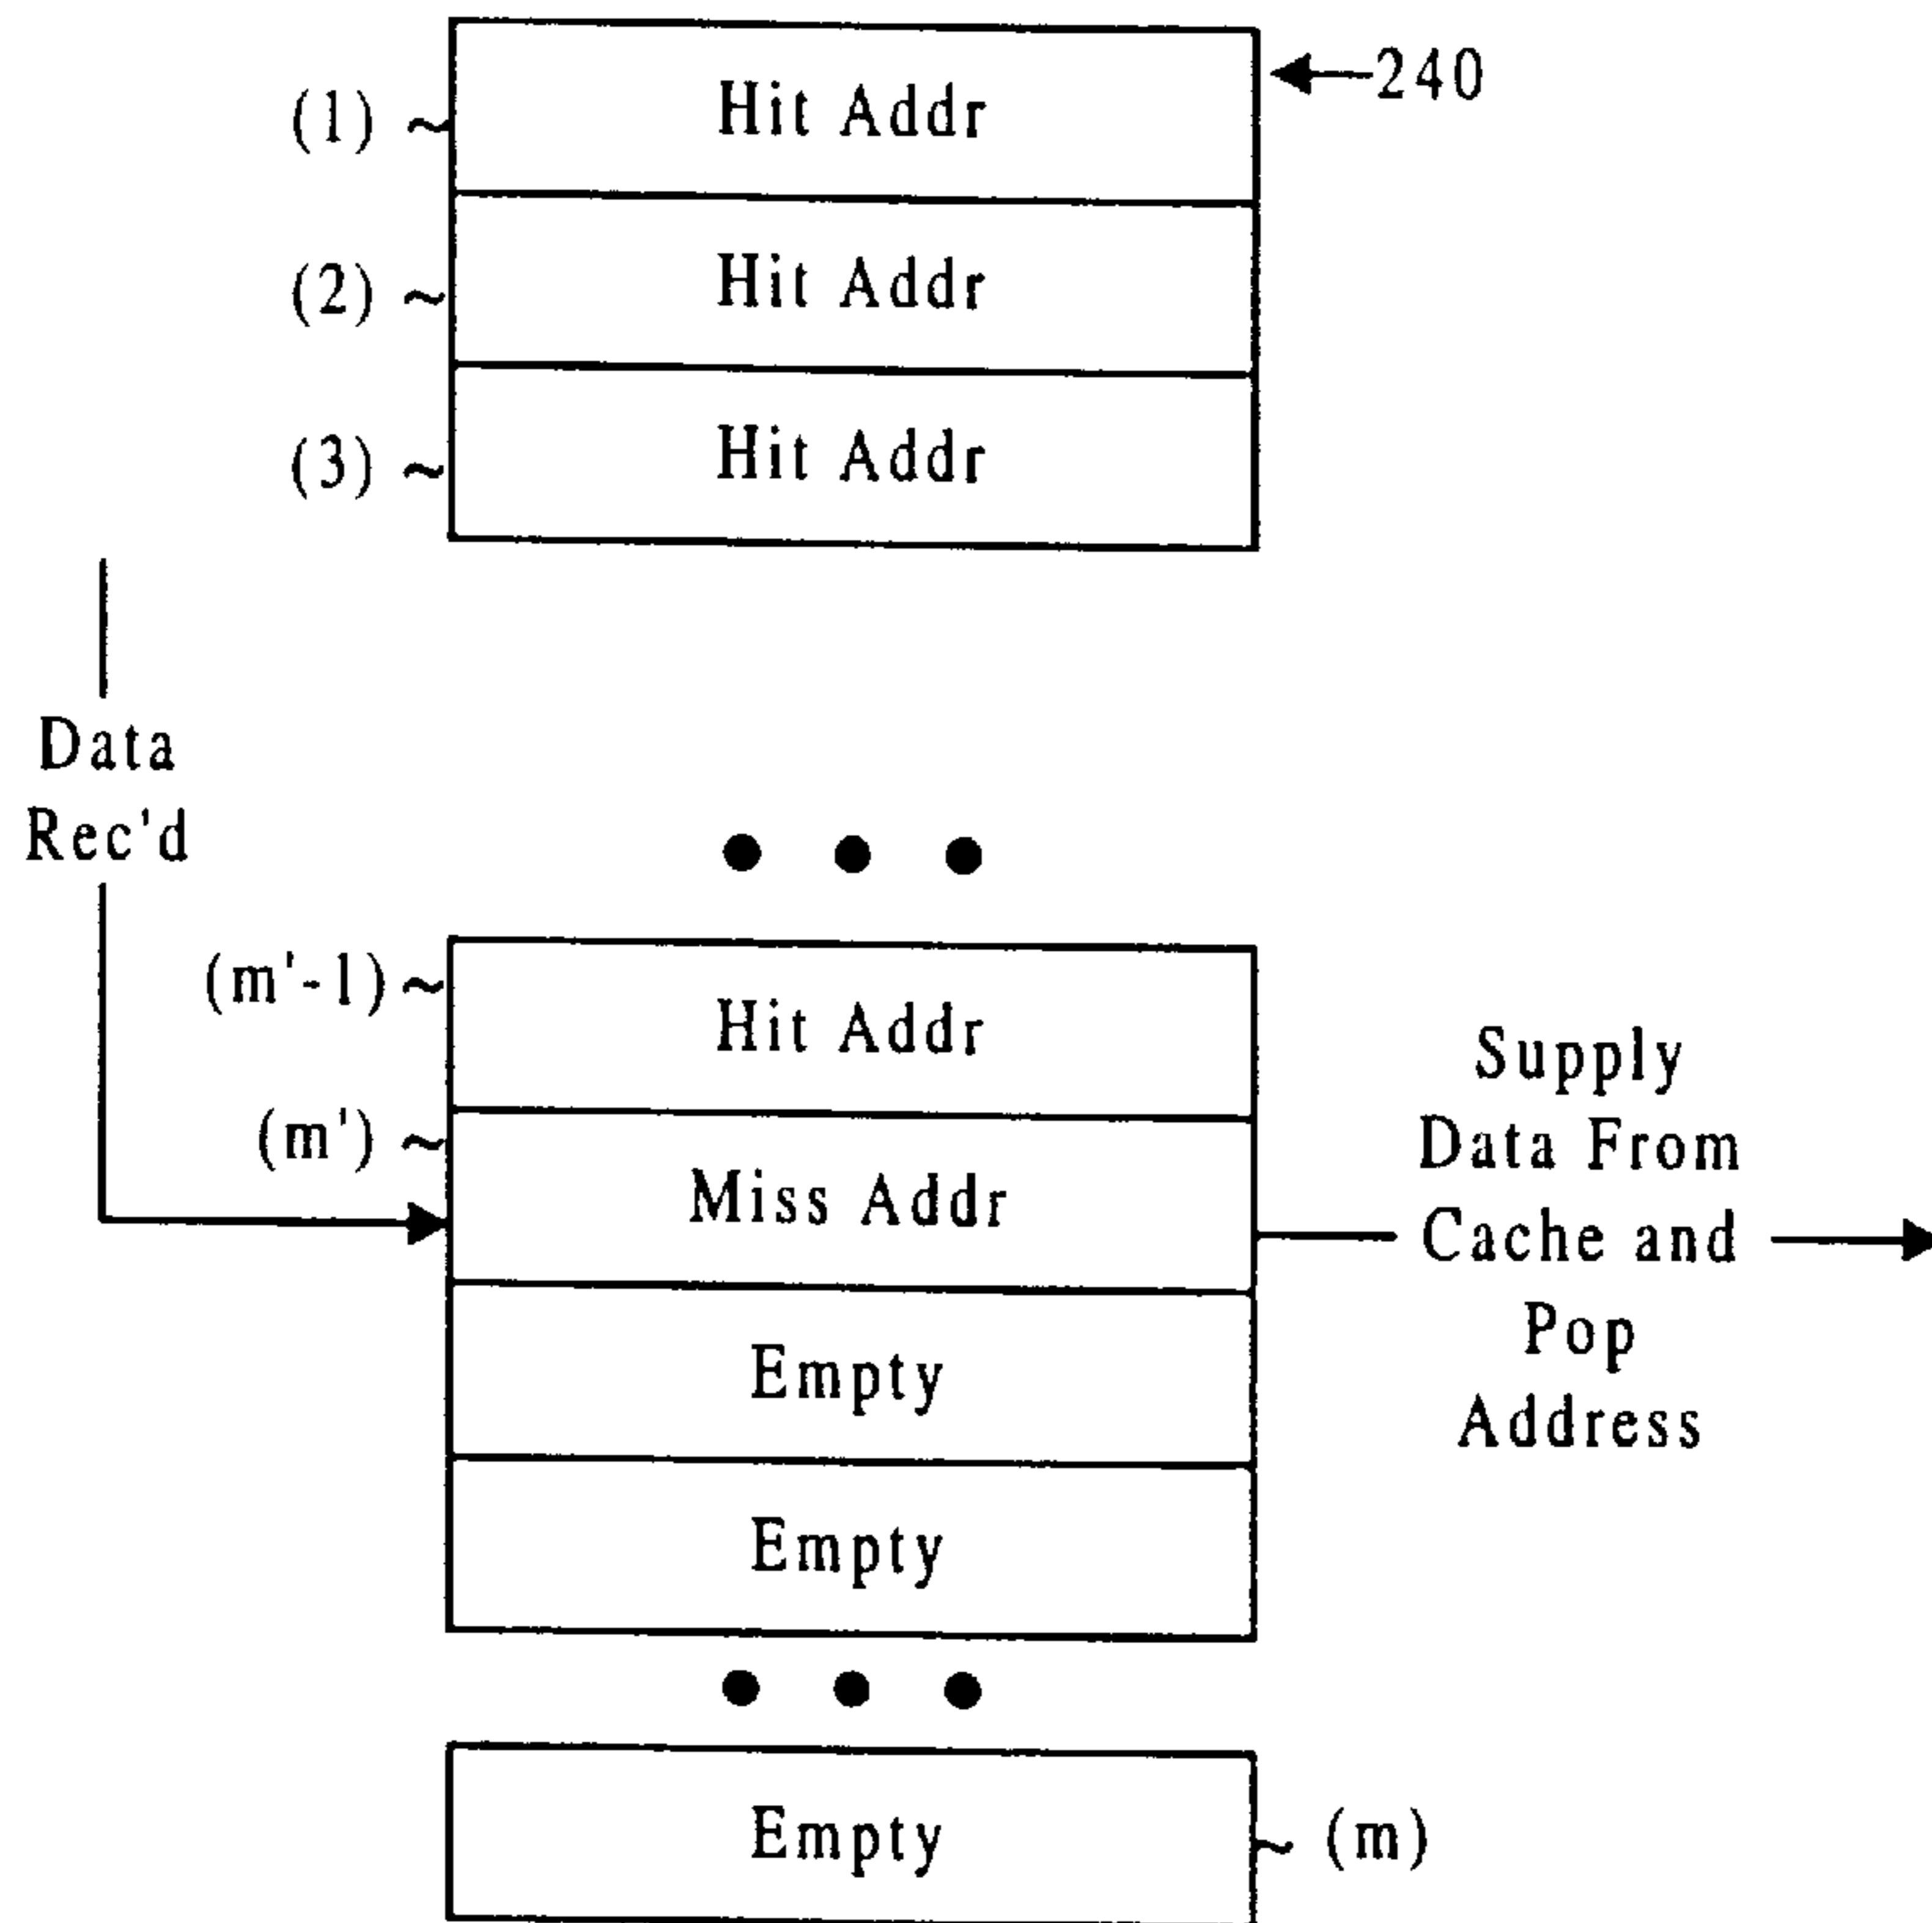 240
(1) ~ Hit Addr
(2) ~ Hit Addr
(3) ~ Hit Addr
Data
Rec'd
(m'-1) ~ Hit Addr
(m') ~ Miss Addr
Empty
Empty
Supply
Data From
Cache and
Pop
Address
Empty ~ (m)